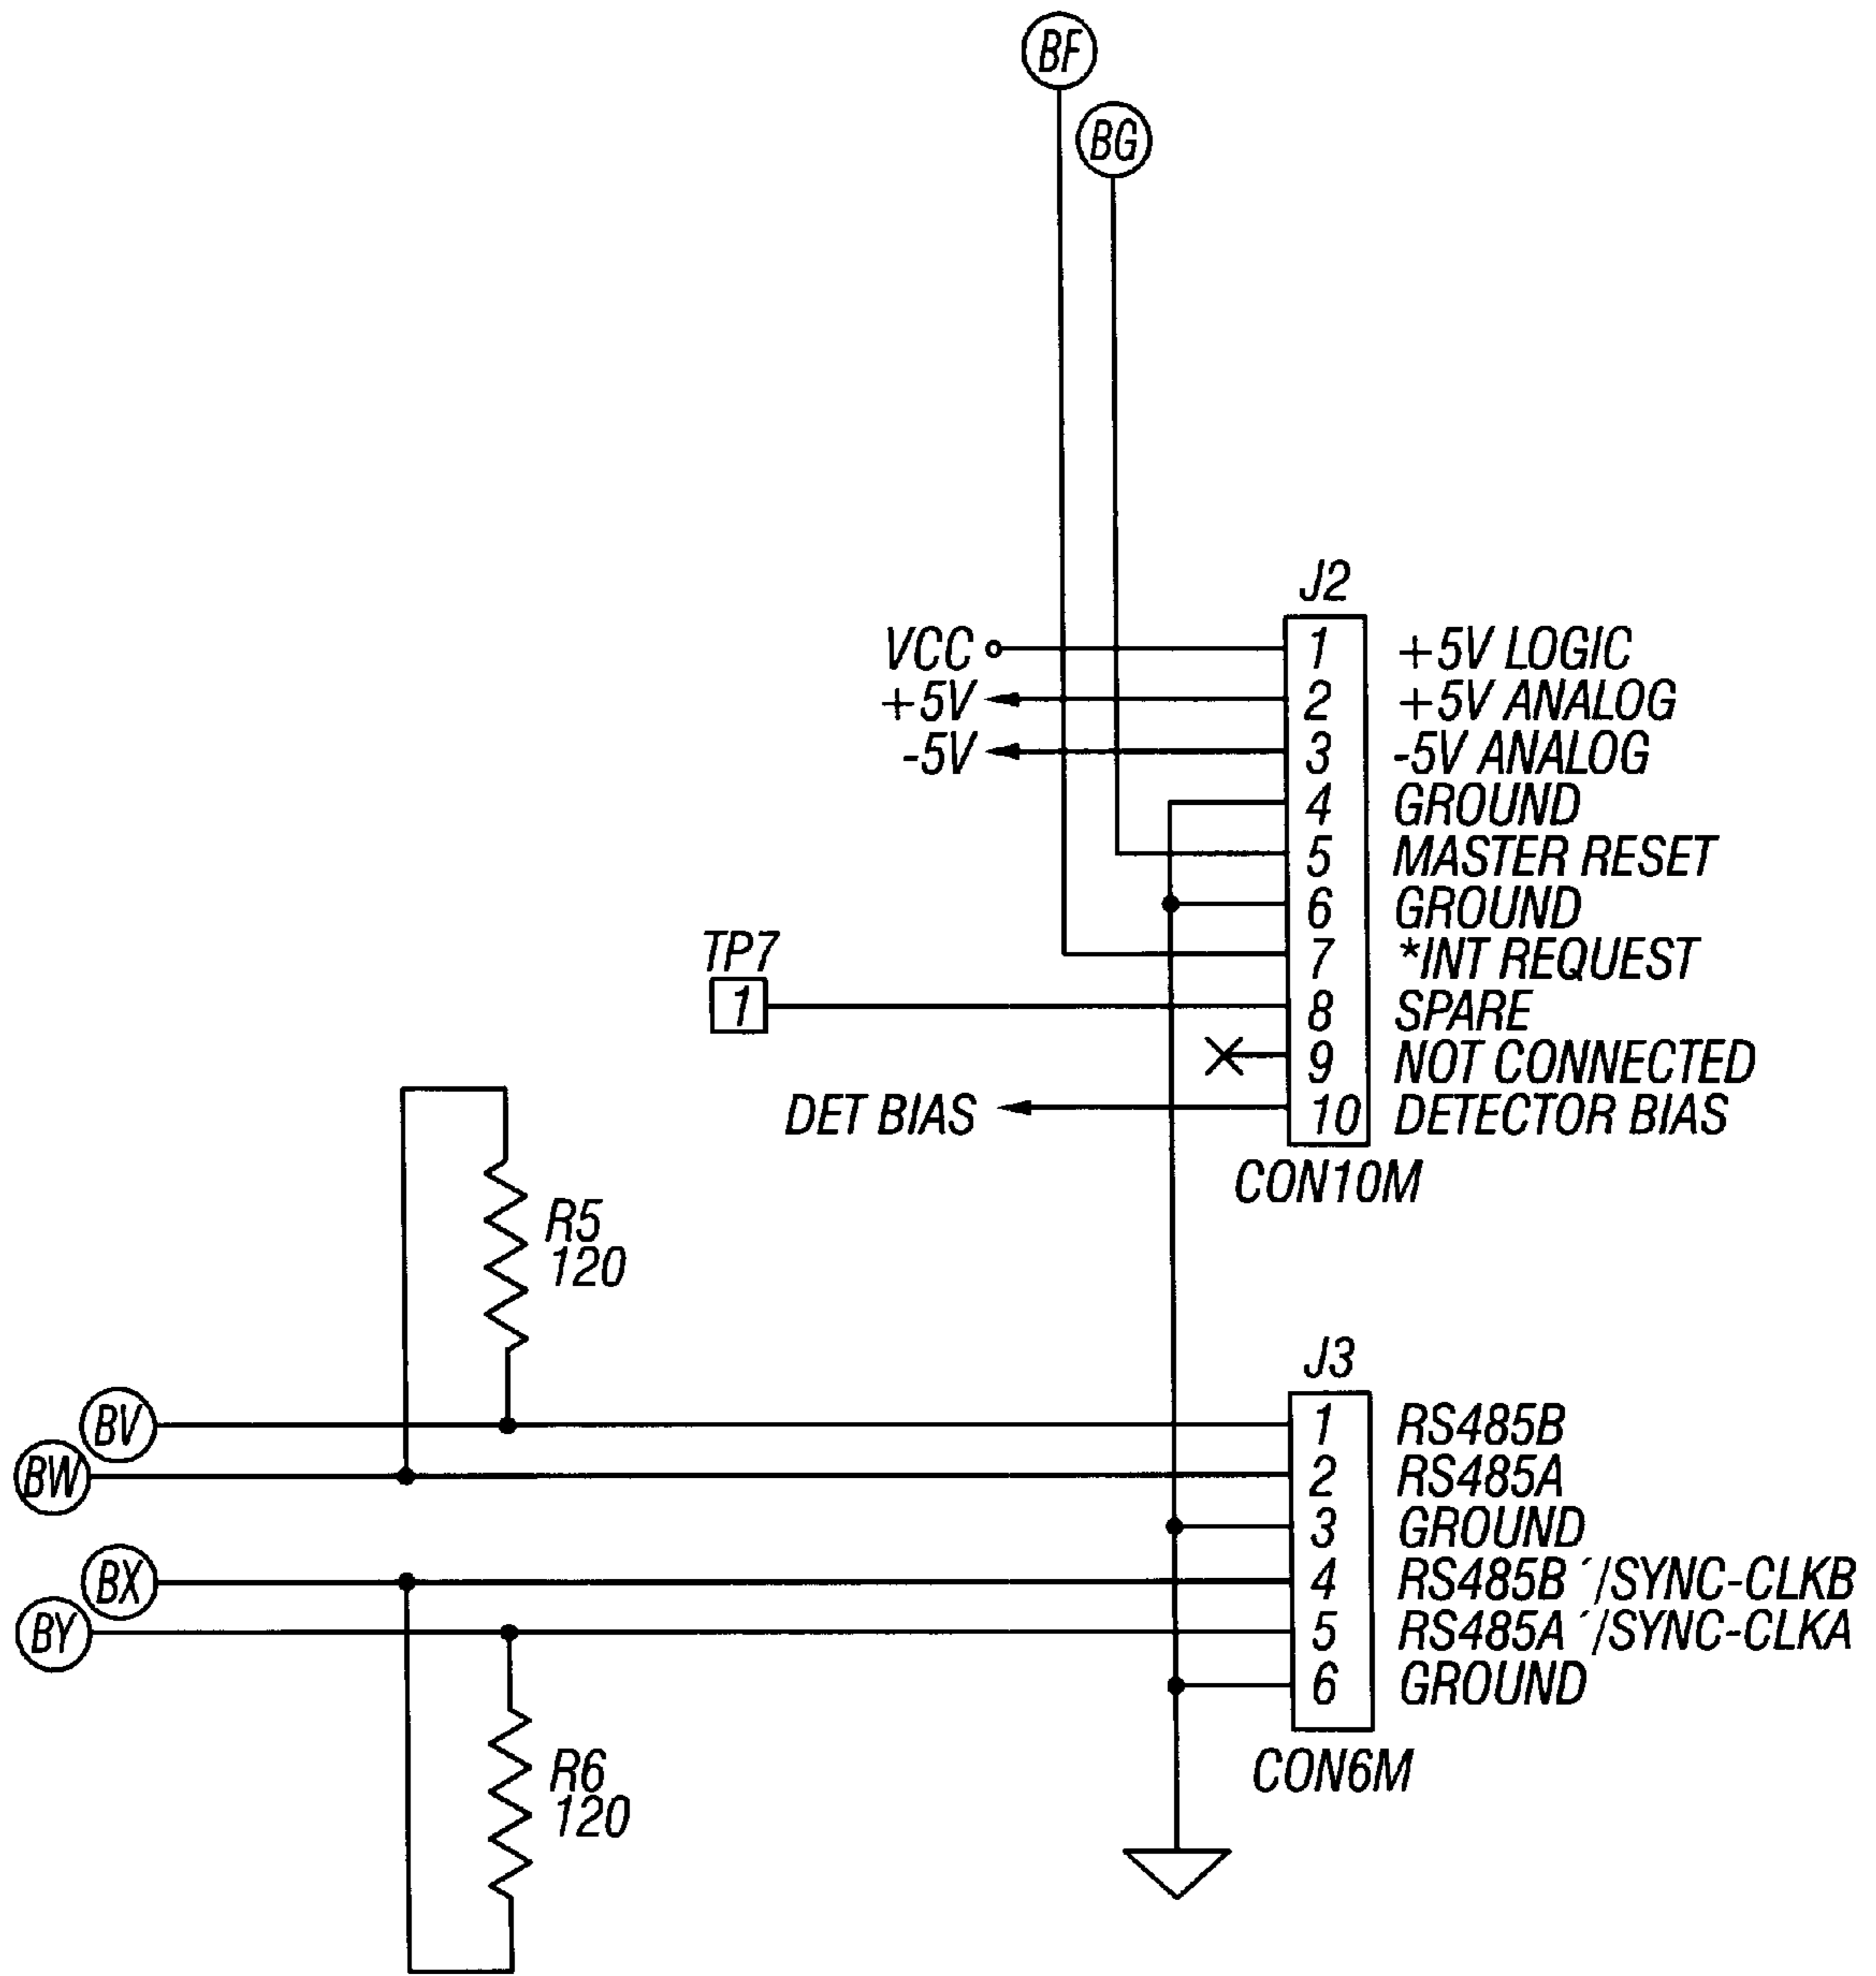 BF
BG
J2
VCC 1 +5V LOGIC
+5V 2 +5V ANALOG
-5V 3 -5V ANALOG
4 GROUND
5 MASTER RESET
6 GROUND
TP7
7 *INT REQUEST
1 8 SPARE
9 NOT CONNECTED
DET BIAS 10 DETECTOR BIAS
CON10M
R5
120
J3
BV 1 RS485B
BW 2 RS485A
3 GROUND
BX 4 RS485B´/SYNC-CLKB
BY 5 RS485A´/SYNC-CLKA
6 GROUND
CON6M
R6
120